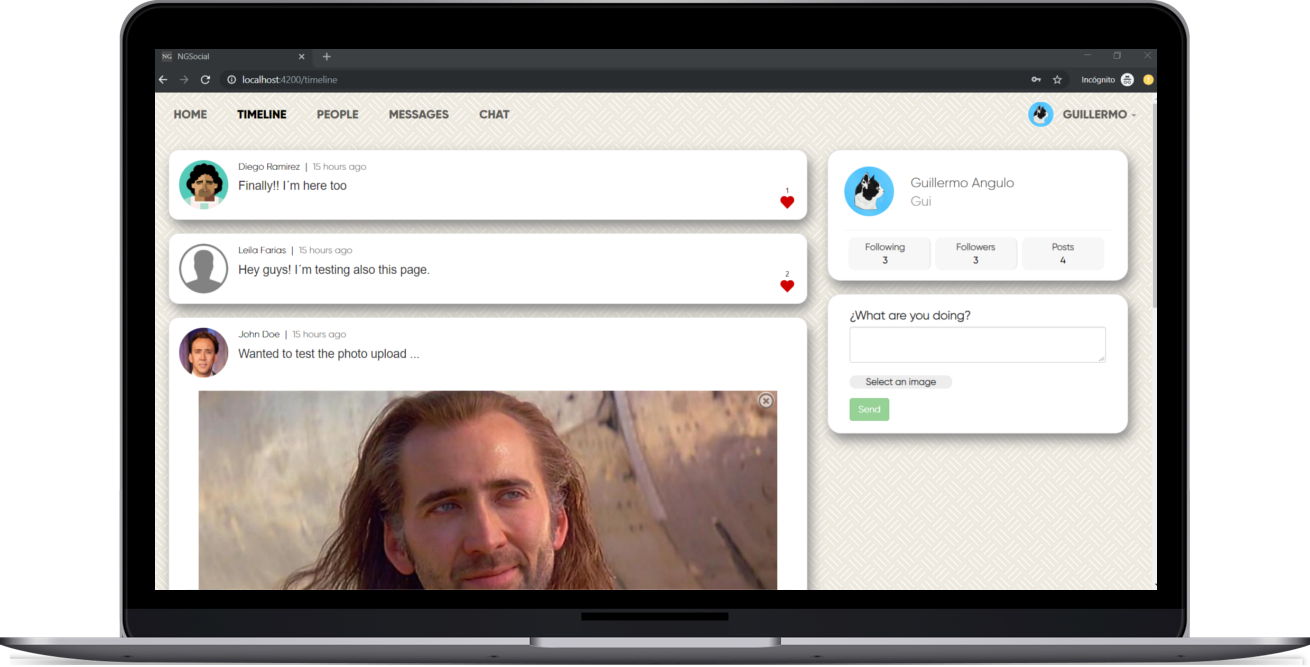 NG NGSocial
localhost:4200/timeline
Incógnito
HOME TIMELINE PEOPLE MESSAGES CHAT GUILLERMO
Diego Ramirez | 15 hours ago
Finally!! I´m here too
1
Leila Farias | 15 hours ago
Hey guys! I´m testing also this page.
2
John Doe | 15 hours ago
Wanted to test the photo upload ...
Guillermo Angulo
Gui
Following Followers Posts
3 3 4
¿What are you doing?
Select an image
Send